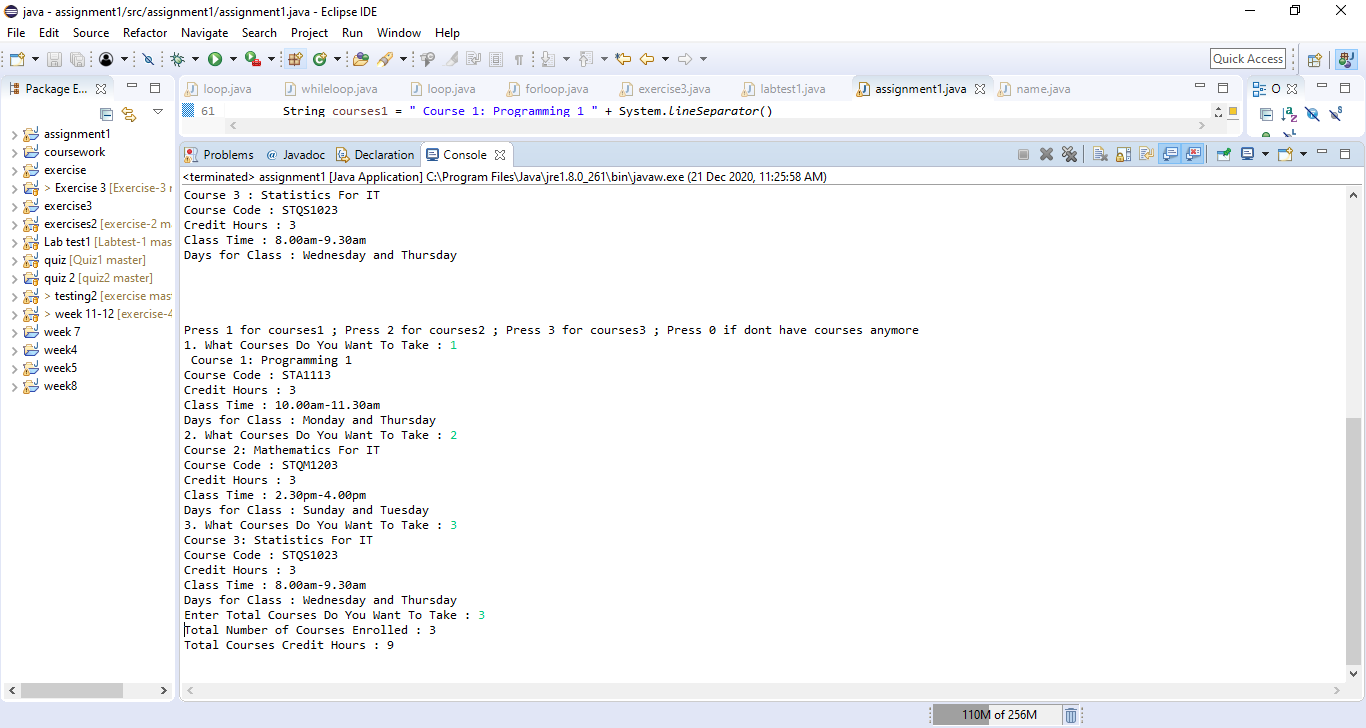 java - assignment1/src/assignment1/assignment1.java - Eclipse IDE
File Edit Source Refactor Navigate Search Project Run Window Help
Quick Access
Package E...
loop.java whileloop.java loop.java forloop.java exercise3.java labtest1.java assignment1.java name.java
61 String courses1 = " Course 1: Programming 1 " + System.lineSeparator()
assignment1
coursework
exercise
> Exercise 3 [Exercise-3
exercise3
exercises2 [exercise-2 m
Lab test1 [Labtest-1 mas
quiz [Quiz1 master]
quiz 2 [quiz2 master]
> testing2 [exercise mas
> week 11-12 [exercise-4
week 7
week4
week5
week8
Problems @ Javadoc Declaration Console
<terminated> assignment1 [Java Application] C:\Program Files\Java\jre1.8.0_261\bin\javaw.exe (21 Dec 2020, 11:25:58 AM)
Course 3 : Statistics For IT
Course Code : STQS1023
Credit Hours : 3
Class Time : 8.00am-9.30am
Days for Class : Wednesday and Thursday
Press 1 for courses1 ; Press 2 for courses2 ; Press 3 for courses3 ; Press 0 if dont have courses anymore
1. What Courses Do You Want To Take : 1
Course 1: Programming 1
Course Code : STA1113
Credit Hours : 3
Class Time : 10.00am-11.30am
Days for Class : Monday and Thursday
2. What Courses Do You Want To Take : 2
Course 2: Mathematics For IT
Course Code : STQM1203
Credit Hours : 3
Class Time : 2.30pm-4.00pm
Days for Class : Sunday and Tuesday
3. What Courses Do You Want To Take : 3
Course 3: Statistics For IT
Course Code : STQS1023
Credit Hours : 3
Class Time : 8.00am-9.30am
Days for Class : Wednesday and Thursday
Enter Total Courses Do You Want To Take : 3
Total Number of Courses Enrolled : 3
Total Courses Credit Hours : 9
110M of 256M